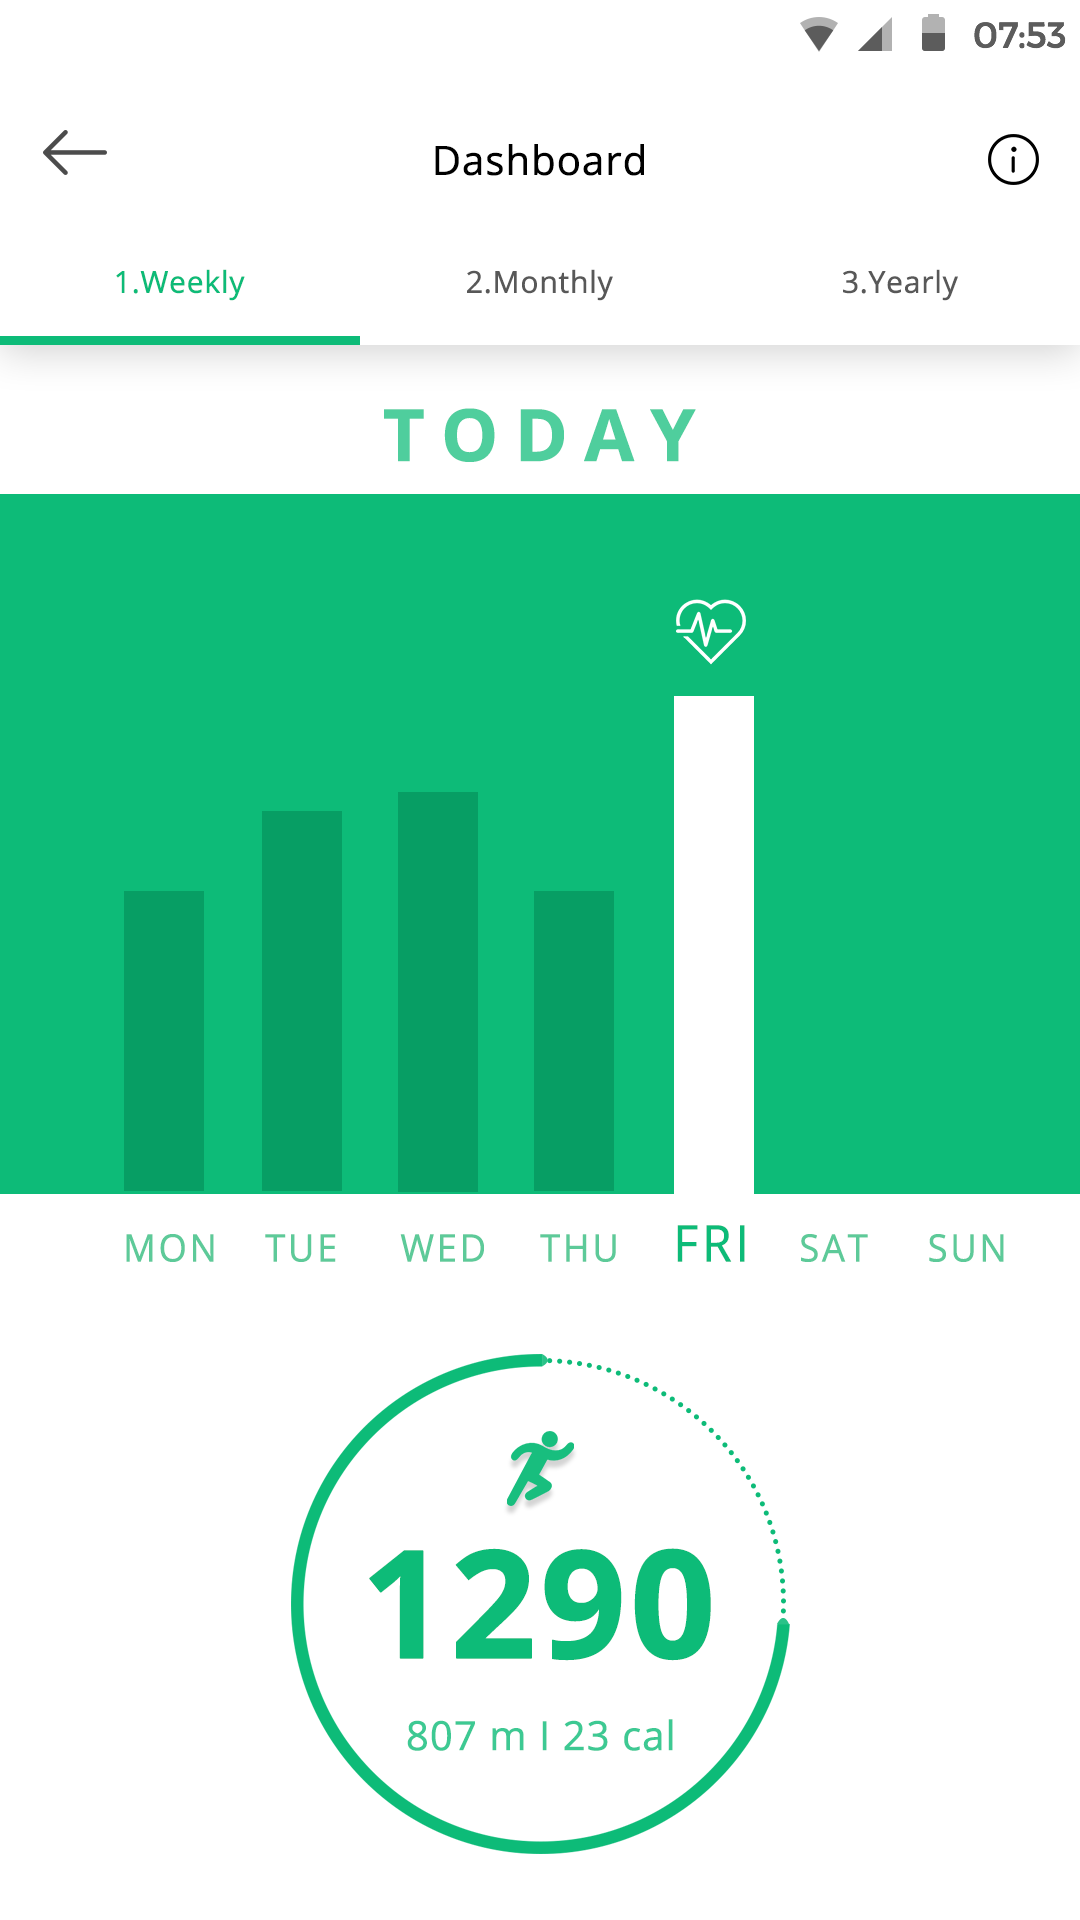 07:53
Dashboard
1.Weekly 2.Monthly 3.Yearly
TODAY
MON TUE WED THU FRI SAT SUN
1290
807 m I 23 cal